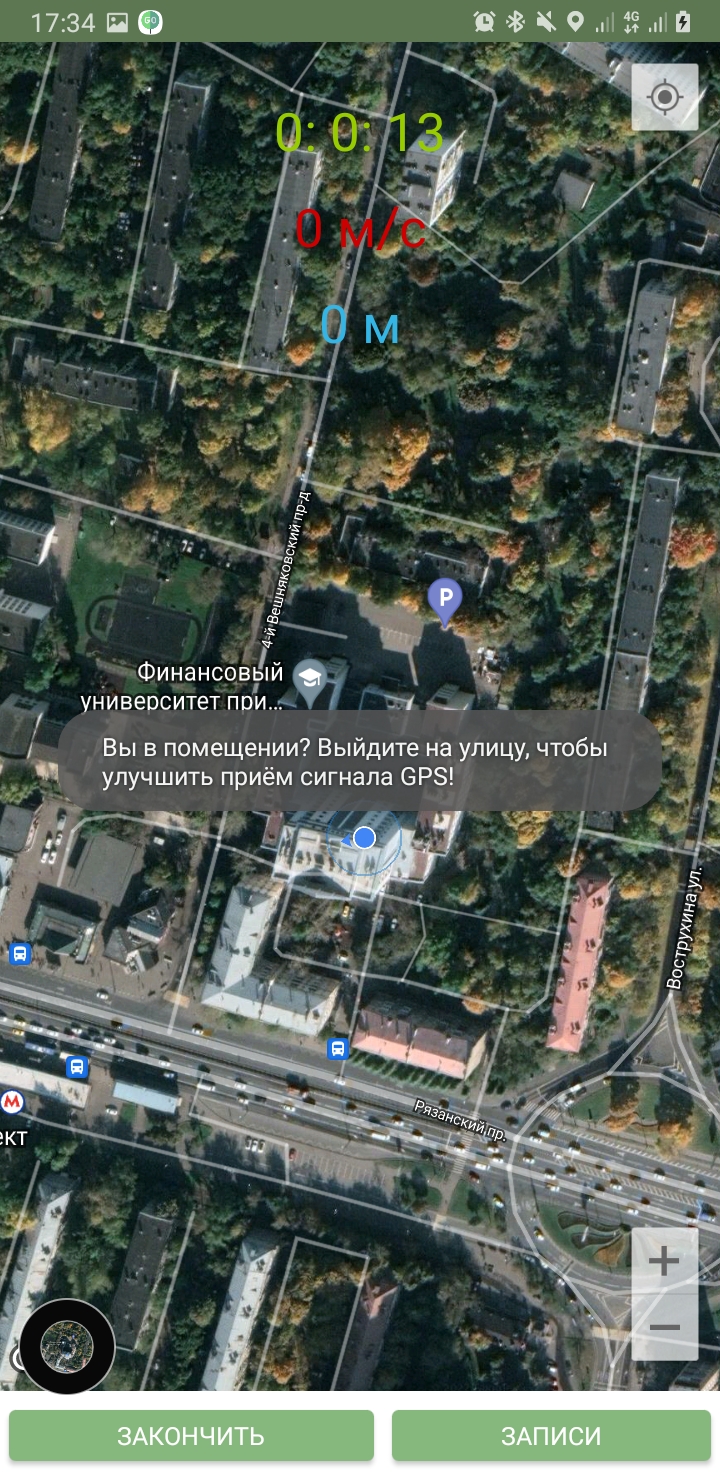 17:34
GO
4G
0: 0: 13
0 м/с
0 м
4-й Вешняковский пр-д
P
Финансовый
университет при...
Вы в помещении? Выйдите на улицу, чтобы
улучшить приём сигнала GPS!
Вострухина ул.
М
ект
Рязанский пр.
+
−
ЗАКОНЧИТЬ
ЗАПИСИ